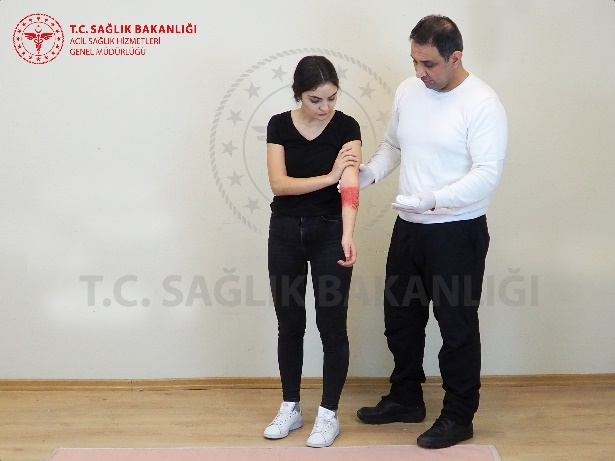 T.C. SAĞLIK BAKANLIĞI
ACİL SAĞLIK HİZMETLERİ
GENEL MÜDÜRLÜĞÜ
T.C. SAĞLIK BAKANLIĞI